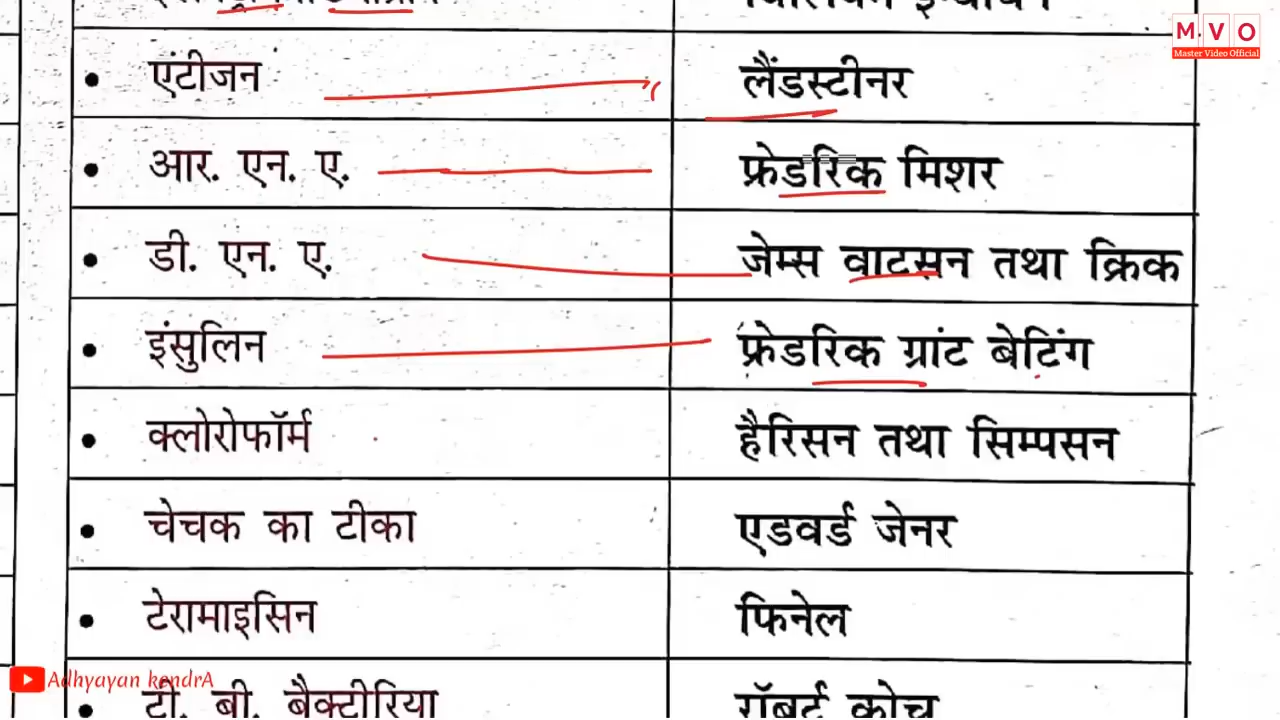 M V O
Master Video Official
एंटीजन लैंडस्टीनर
आर. एन. ए. फ्रेडरिक मिशर
डी. एन. ए. जेम्स वाटसन तथा क्रिक
इंसुलिन फ्रेडरिक ग्रांट बेटिंग
क्लोरोफॉर्म हैरिसन तथा सिम्पसन
चेचक का टीका एडवर्ड जेनर
टेरामाइसिन फिनेल
Adhyayan kendrA
टी. बी. बैक्टीरिया रॉबर्ट कोच